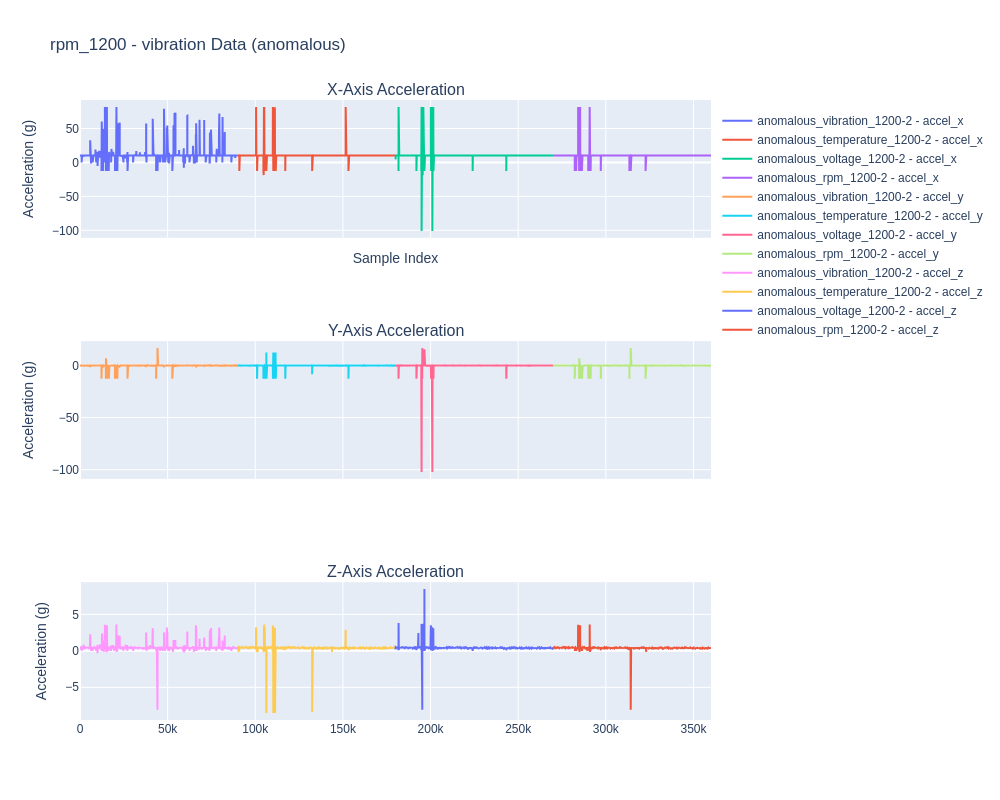 rpm_1200 - vibration Data (anomalous)
X-Axis Acceleration
Acceleration (g)
50
0
−50
−100
Sample Index
anomalous_vibration_1200-2 - accel_x
anomalous_temperature_1200-2 - accel_x
anomalous_voltage_1200-2 - accel_x
anomalous_rpm_1200-2 - accel_x
anomalous_vibration_1200-2 - accel_y
anomalous_temperature_1200-2 - accel_y
anomalous_voltage_1200-2 - accel_y
anomalous_rpm_1200-2 - accel_y
anomalous_vibration_1200-2 - accel_z
anomalous_temperature_1200-2 - accel_z
anomalous_voltage_1200-2 - accel_z
anomalous_rpm_1200-2 - accel_z
Y-Axis Acceleration
Acceleration (g)
0
−50
−100
Z-Axis Acceleration
Acceleration (g)
5
0
−5
0 50k 100k 150k 200k 250k 300k 350k